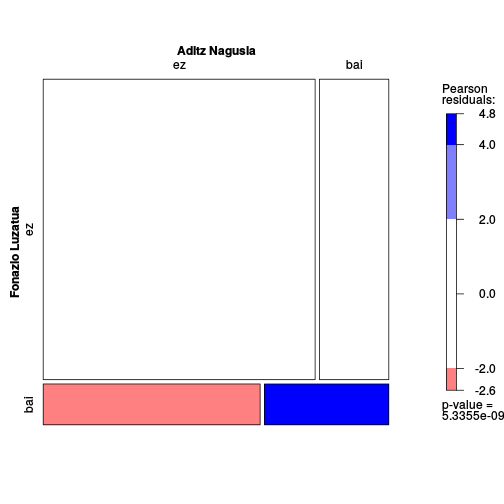 Aditz Nagusia
ez bai
Fonazio Luzatua
ez
bai
Pearson
residuals:
4.8
4.0
2.0
0.0
-2.0
-2.6
p-value =
5.3355e-09